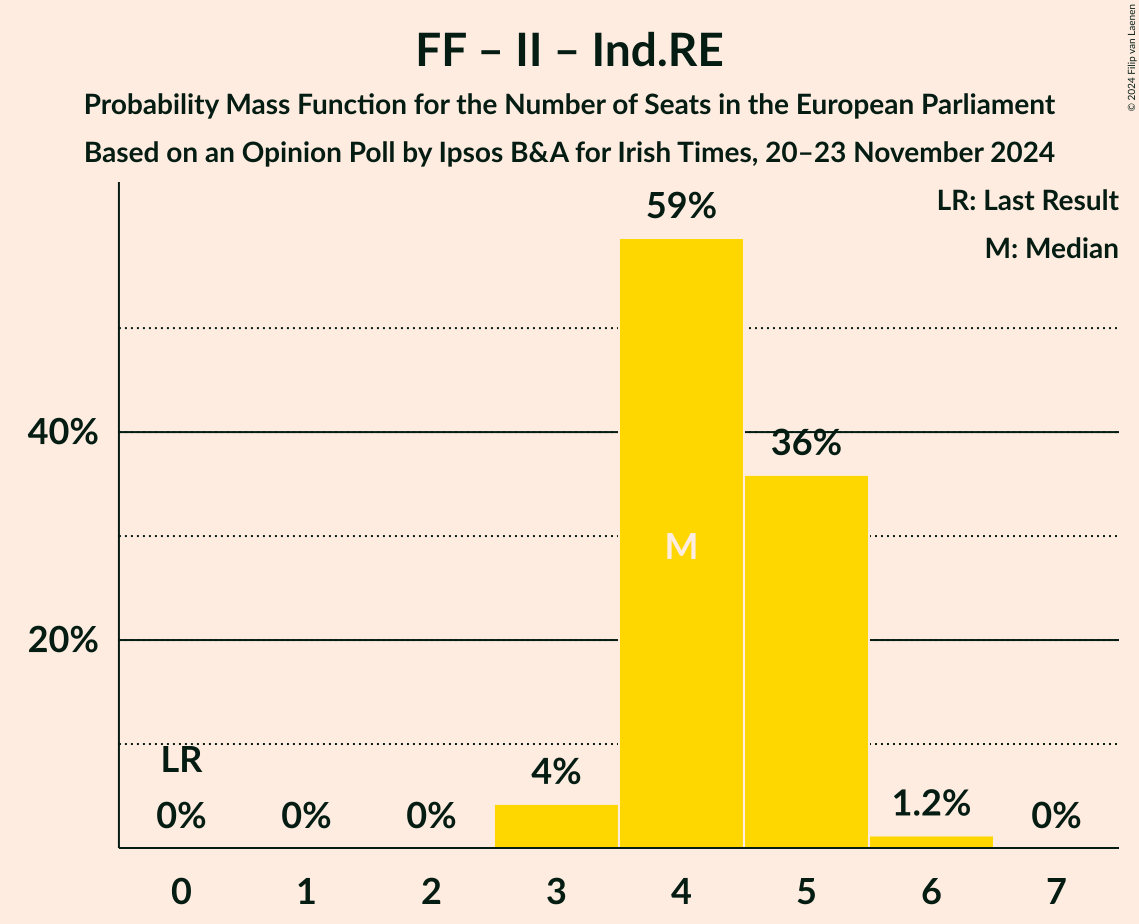 FF – II – Ind.RE
Probability Mass Function for the Number of Seats in the European Parliament
Based on an Opinion Poll by Ipsos B&A for Irish Times, 20–23 November 2024
© 2024 Filip van Laenen
LR: Last Result
M: Median
59%
40%
36%
M
20%
LR
0% 0% 0% 4% 1.2% 0%
0 1 2 3 4 5 6 7